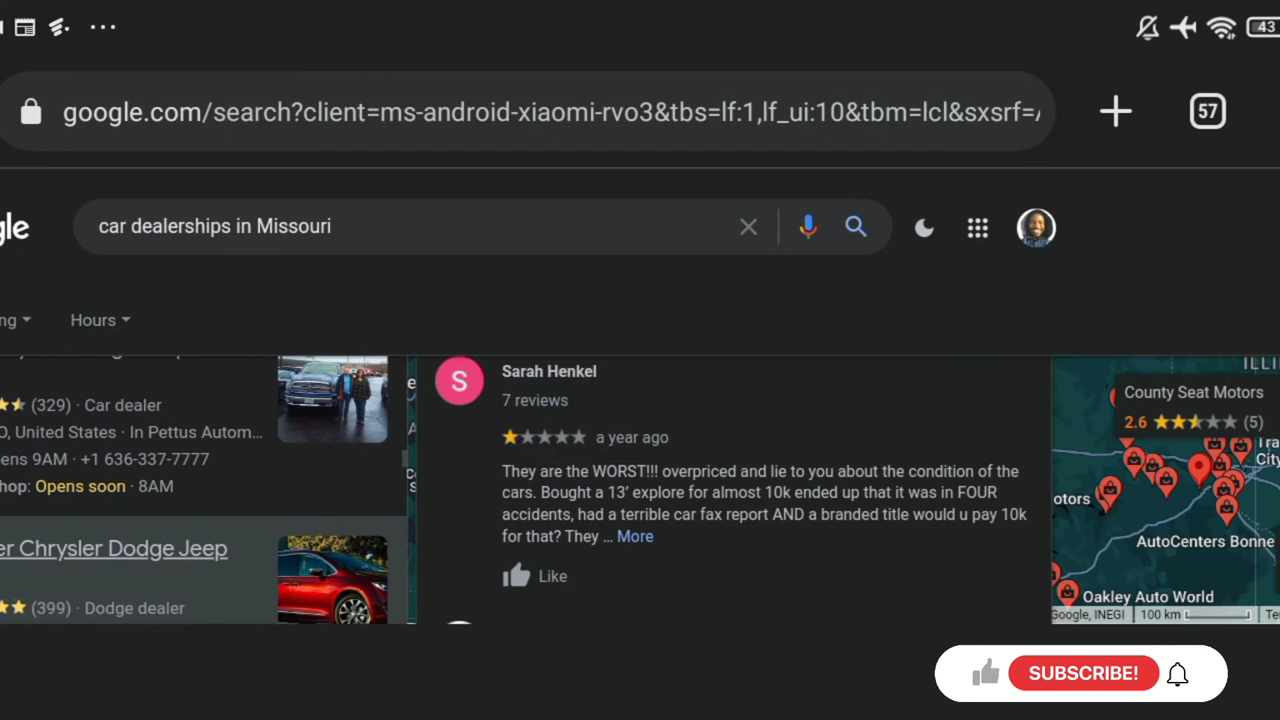 43
google.com/search?client=ms-android-xiaomi-rvo3&tbs=lf:1,lf_ui:10&tbm=lcl&sxsrf=
57
gle
car dealerships in Missouri
ng
Hours
(329) · Car dealer
O, United States · In Pettus Autom...
ens 9AM · +1 636-337-7777
hop: Opens soon · 8AM
er Chrysler Dodge Jeep
(399) · Dodge dealer
S
Sarah Henkel
7 reviews
a year ago
They are the WORST!!! overpriced and lie to you about the condition of the
cars. Bought a 13’ explore for almost 10k ended up that it was in FOUR
accidents, had a terrible car fax report AND a branded title would u pay 10k
for that? They ... More
Like
County Seat Motors
2.6 (5)
Tra
City
otors
AutoCenters Bonne
Oakley Auto World
Google, INEGI 100 km Te
SUBSCRIBE!